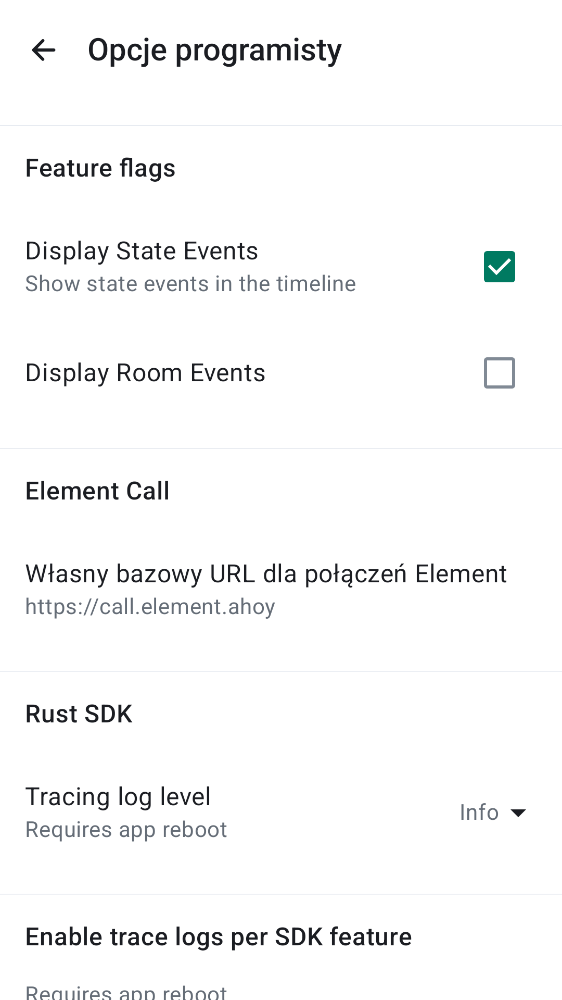 Opcje programisty
Feature flags
Display State Events
Show state events in the timeline
Display Room Events
Element Call
Własny bazowy URL dla połączeń Element
https://call.element.ahoy
Rust SDK
Tracing log level
Requires app reboot
Info
Enable trace logs per SDK feature
Requires app reboot